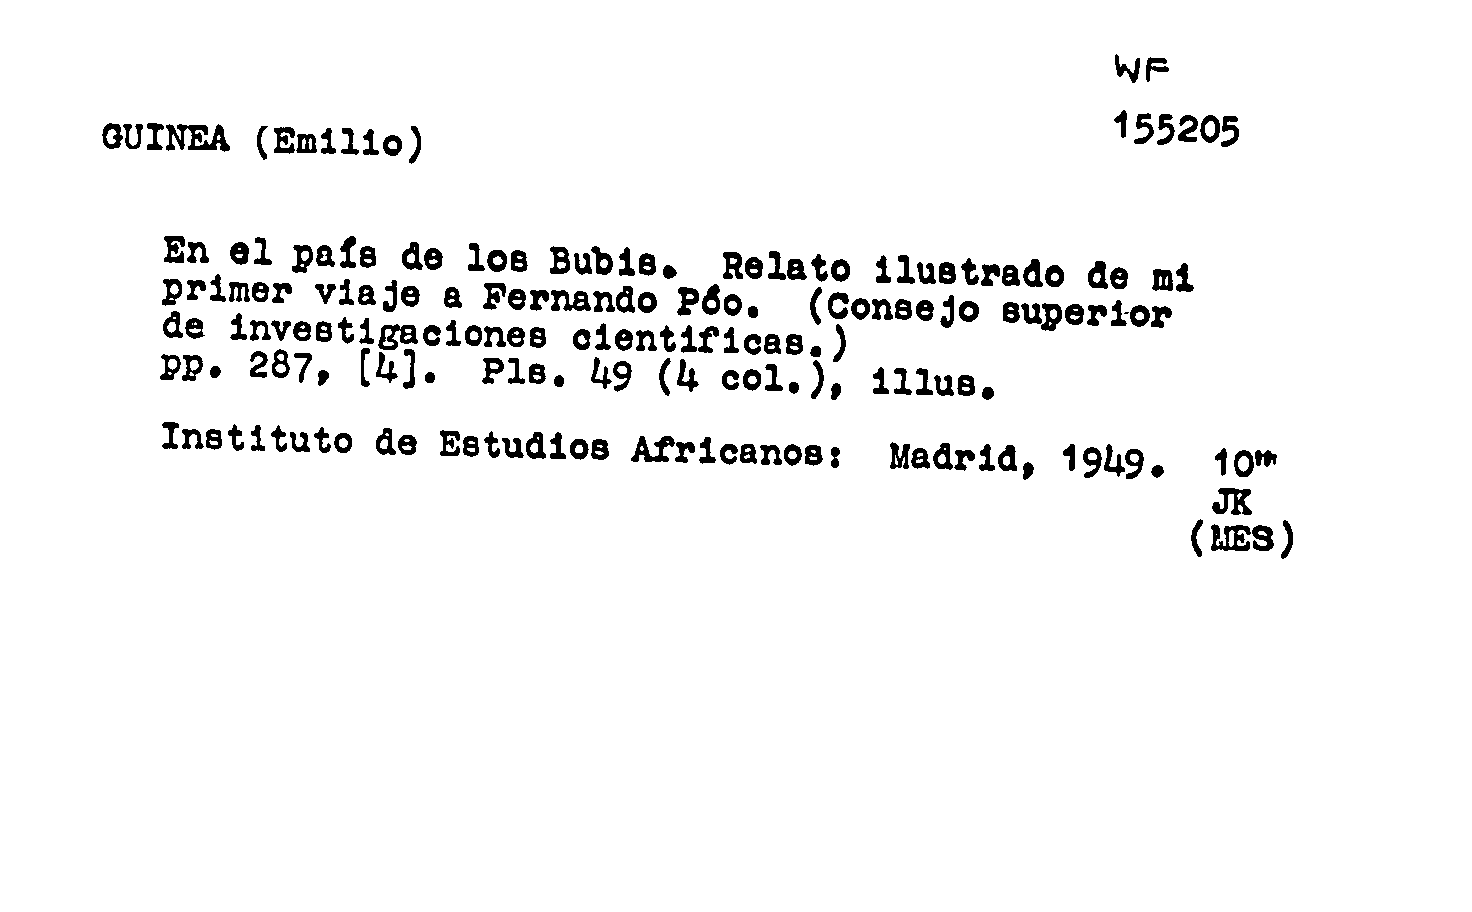 WF
155205
GUINEA (Emilio)
En el país de los Bubis. Relato ilustrado de mi
primer viaje a Fernando Póo. (Consejo superior
de investigaciones cientificas.)
pp. 287, [4]. Pls. 49 (4 col.), illus.
Instituto de Estudios Africanos: Madrid, 1949. 10"
JK
(MES)